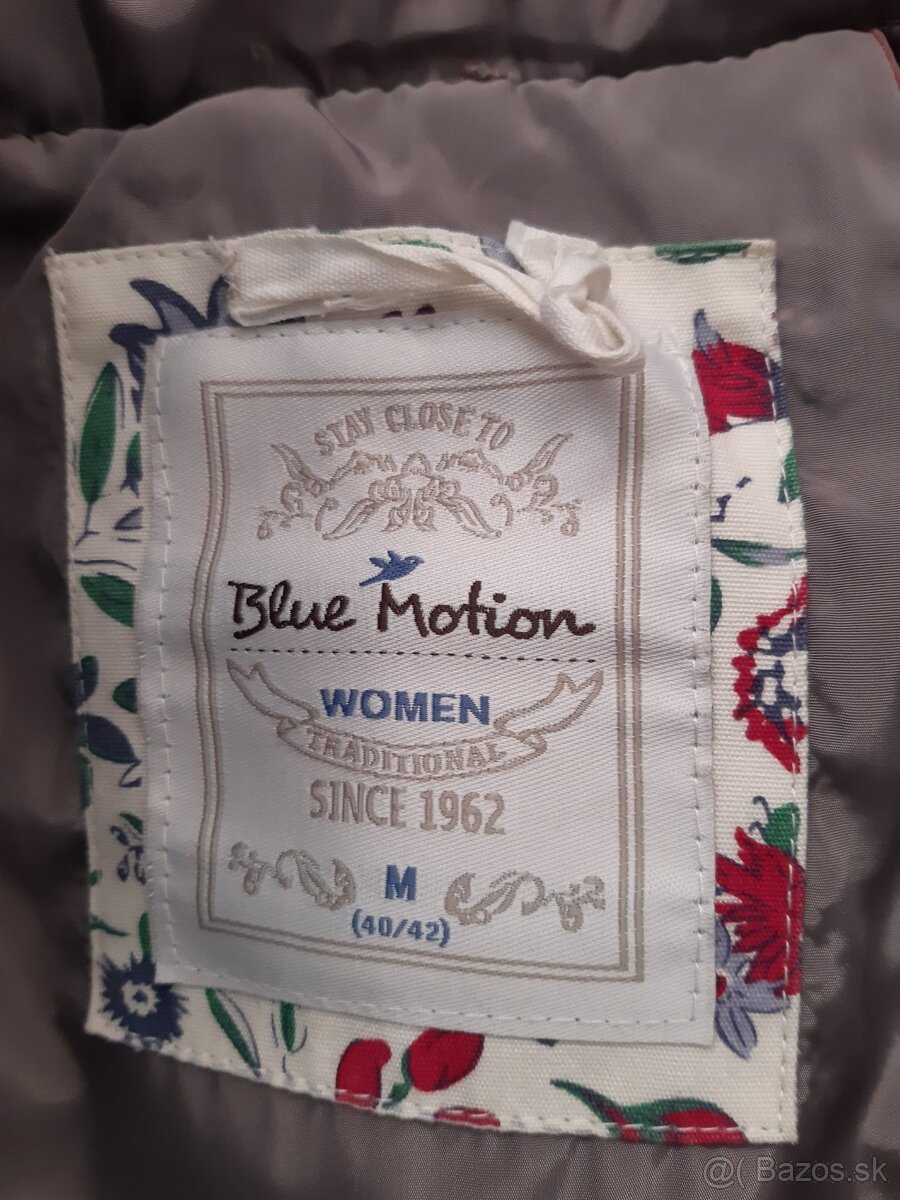 STAY CLOSE TO
Blue Motion
WOMEN
TRADITIONAL
SINCE 1962
M
(40/42)
@( Bazos.sk